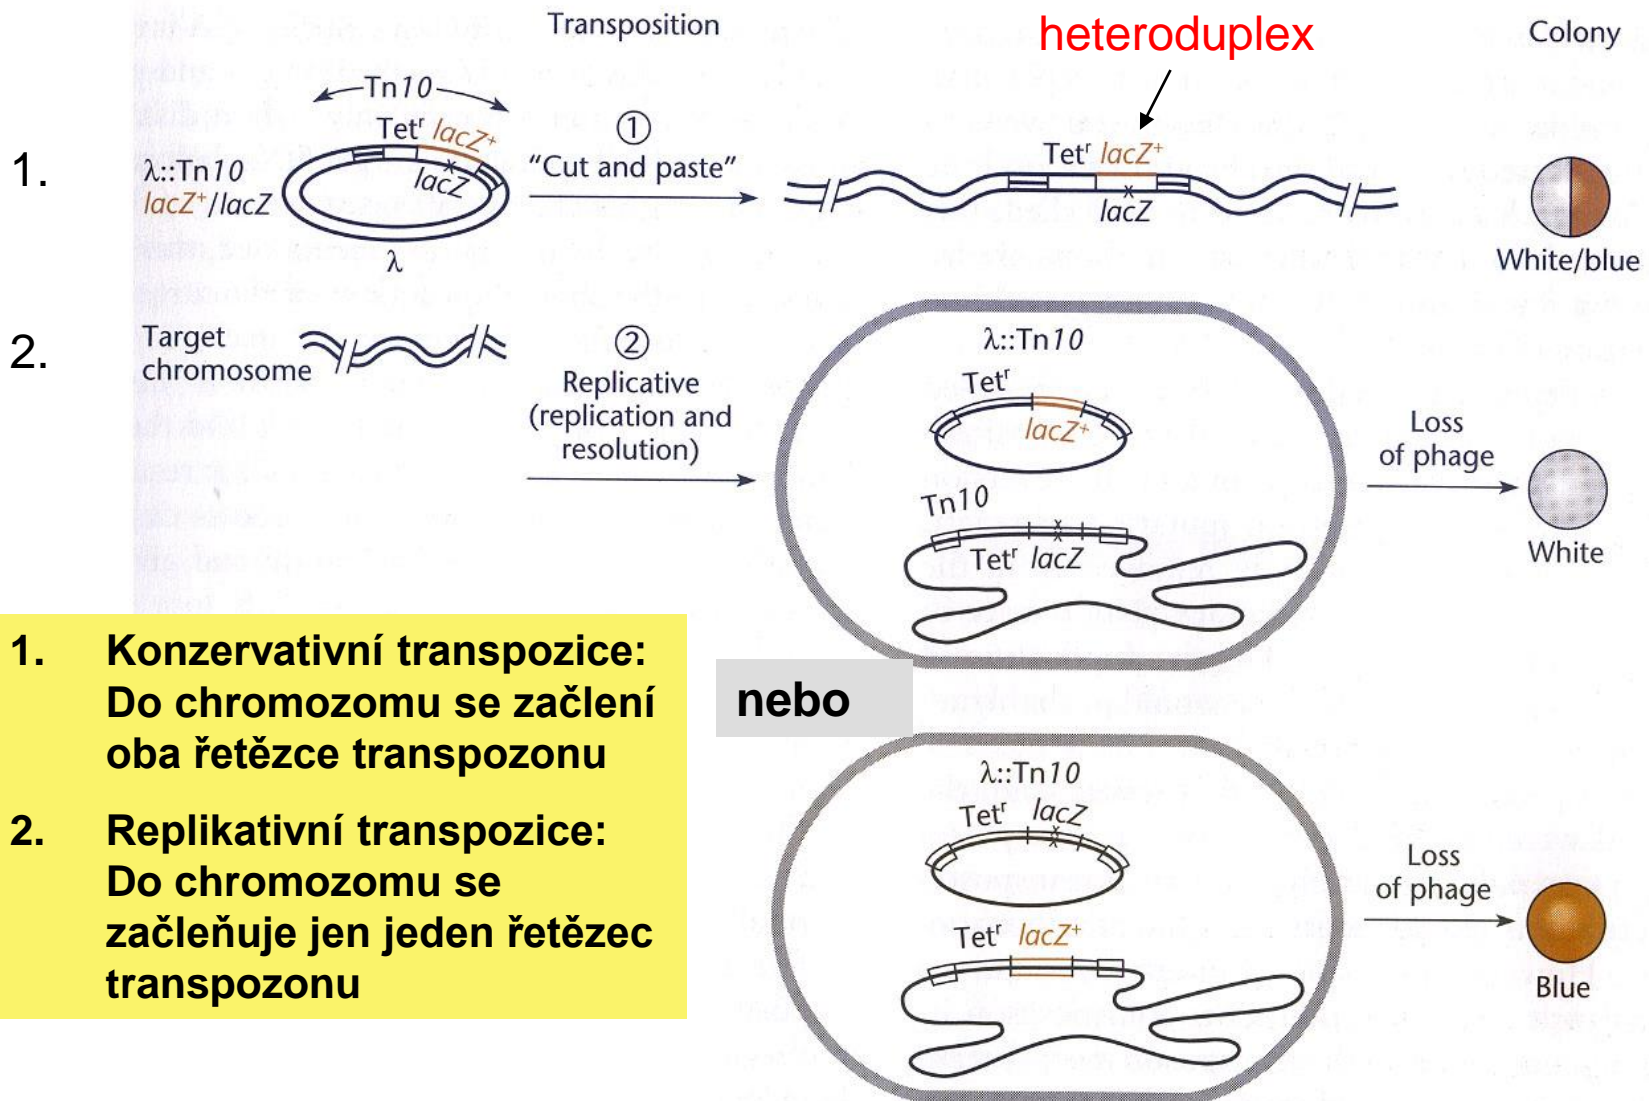 Transposition
heteroduplex
Colony
1.
Tn10
Tetʳ lacZ⁺
lacZ
λ::Tn10
lacZ⁺/lacZ
λ
①
"Cut and paste"
Tetʳ lacZ⁺
lacZ
White/blue
2.
Target
chromosome
②
Replicative
(replication and
resolution)
λ::Tn10
Tetʳ
lacZ⁺
Tn10
Tetʳ lacZ
Loss
of phage
White
1. Konzervativní transpozice:
Do chromozomu se začlení
oba řetězce transpozonu
2. Replikativní transpozice:
Do chromozomu se
začleňuje jen jeden řetězec
transpozonu
nebo
λ::Tn10
Tetʳ lacZ
Tetʳ lacZ⁺
Loss
of phage
Blue